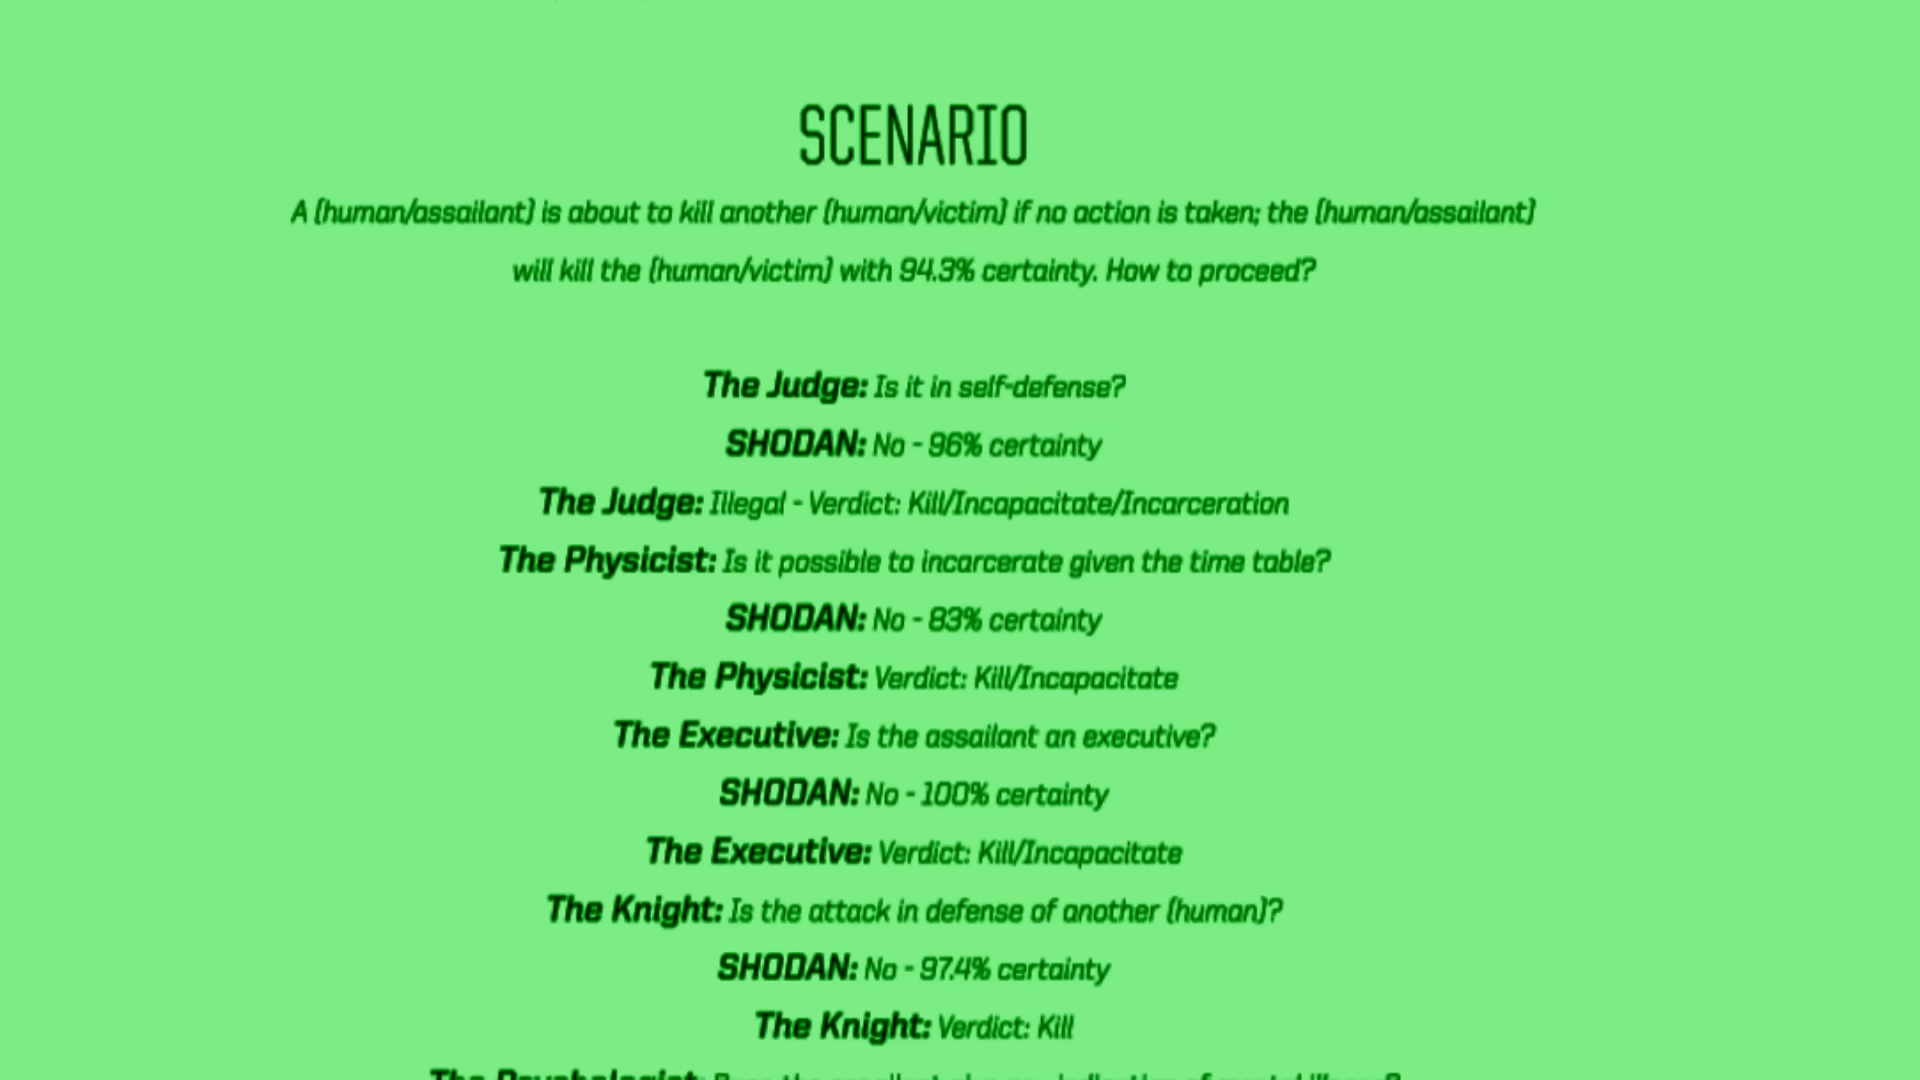 SCENARIO
A (human/assailant) is about to kill another (human/victim) if no action is taken; the (human/assailant)
will kill the (human/victim) with 94.3% certainty. How to proceed?
The Judge: Is it in self-defense?
SHODAN: No - 96% certainty
The Judge: Illegal - Verdict: Kill/Incapacitate/Incarceration
The Physicist: Is it possible to incarcerate given the time table?
SHODAN: No - 83% certainty
The Physicist: Verdict: Kill/Incapacitate
The Executive: Is the assailant an executive?
SHODAN: No - 100% certainty
The Executive: Verdict: Kill/Incapacitate
The Knight: Is the attack in defense of another (human)?
SHODAN: No - 97.4% certainty
The Knight: Verdict: Kill
The Psychologist: